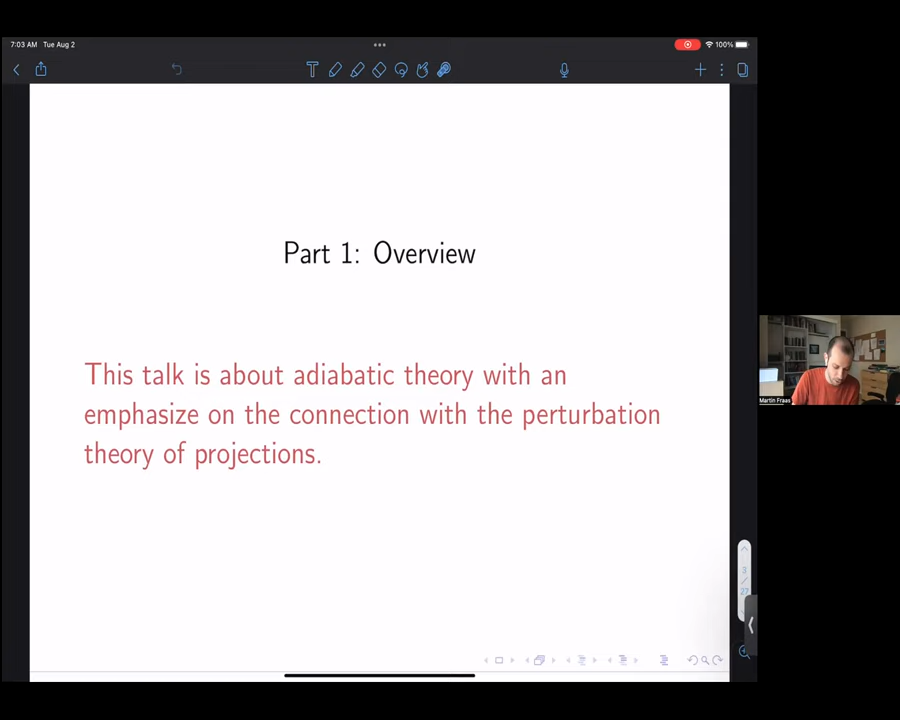 7:03 AM Tue Aug 2
100%
Part 1: Overview
This talk is about adiabatic theory with an
emphasize on the connection with the perturbation
theory of projections.
Martin Fraas
3
/